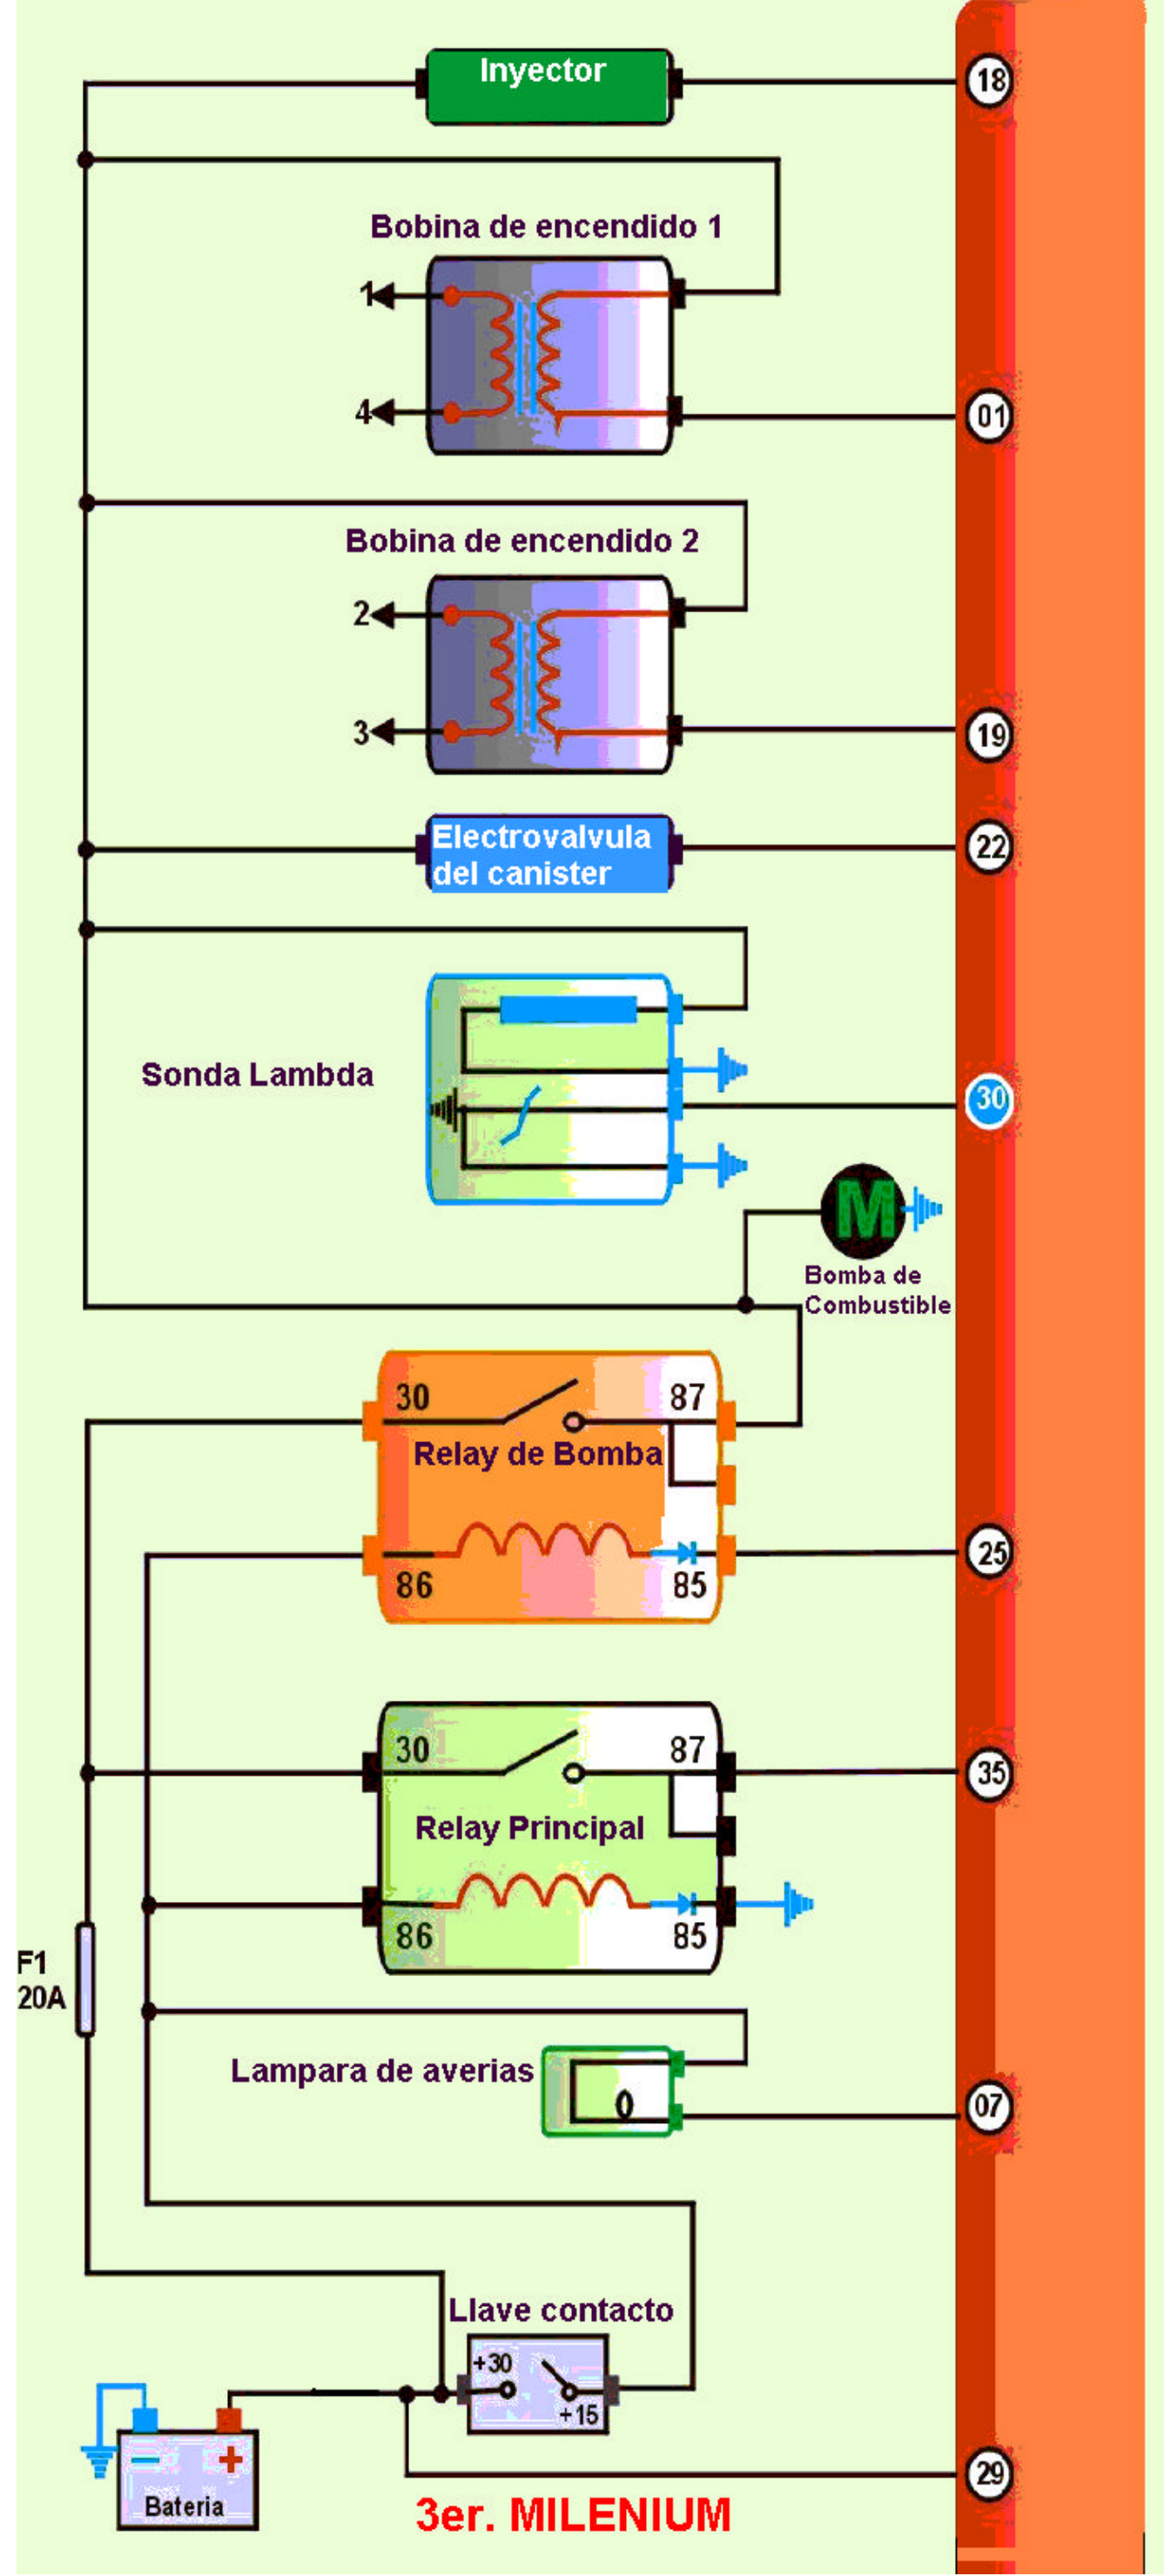 Inyector
18
Bobina de encendido 1
1
4
01
Bobina de encendido 2
2
3
19
Electrovalvula
del canister
22
Sonda Lambda
30
M
Bomba de
Combustible
30
87
Relay de Bomba
86
85
25
30
87
35
Relay Principal
86
85
F1
20A
Lampara de averias
07
Llave contacto
+30
+15
Bateria
29
3er. MILENIUM